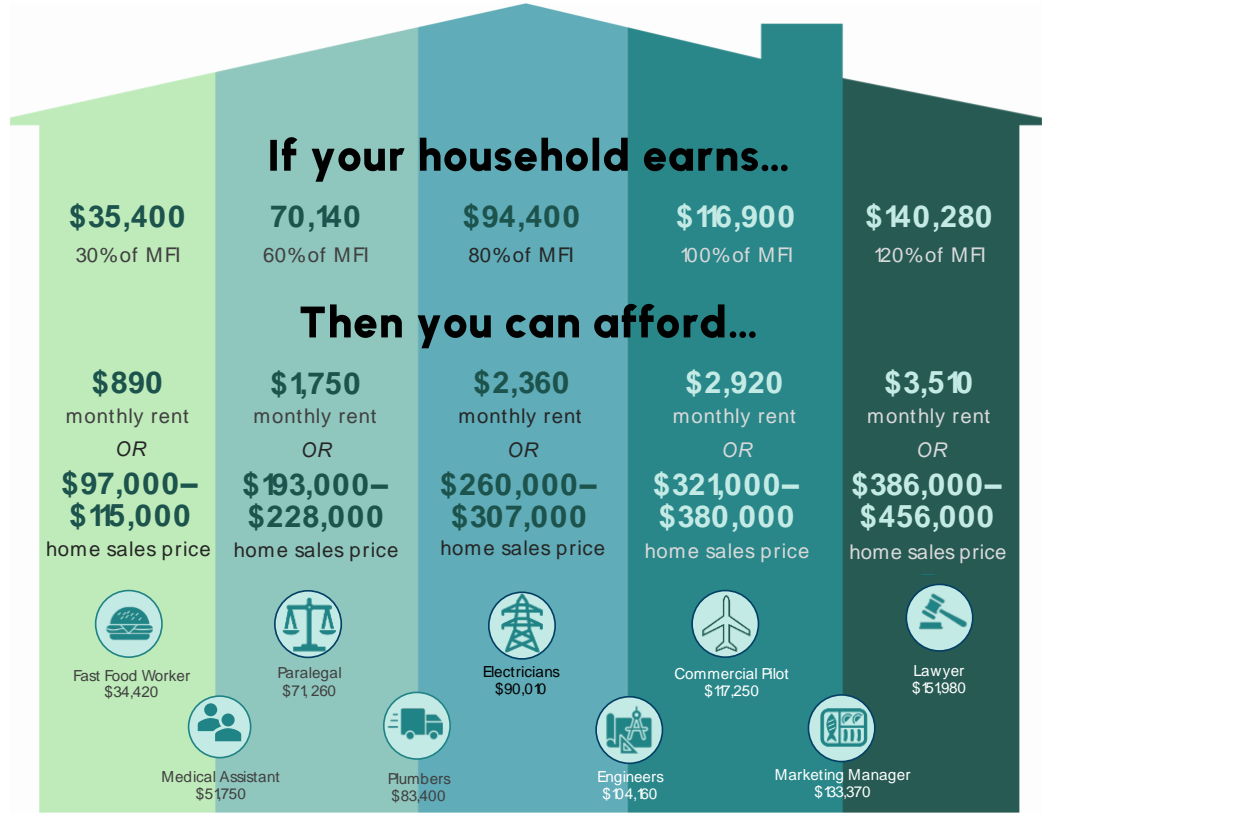 If your household earns...
$35,400
30% of MFI
70,140
60% of MFI
$94,400
80% of MFI
$116,900
100% of MFI
$140,280
120% of MFI
Then you can afford...
$890
monthly rent
OR
$97,000–
$115,000
home sales price
$1,750
monthly rent
OR
$193,000–
$228,000
home sales price
$2,360
monthly rent
OR
$260,000–
$307,000
home sales price
$2,920
monthly rent
OR
$321,000–
$380,000
home sales price
$3,510
monthly rent
OR
$386,000–
$456,000
home sales price
Fast Food Worker
$34,420
Paralegal
$71,260
Electricians
$90,010
Commercial Pilot
$117,250
Lawyer
$151,980
Medical Assistant
$51,750
Plumbers
$83,400
Engineers
$104,160
Marketing Manager
$133,370